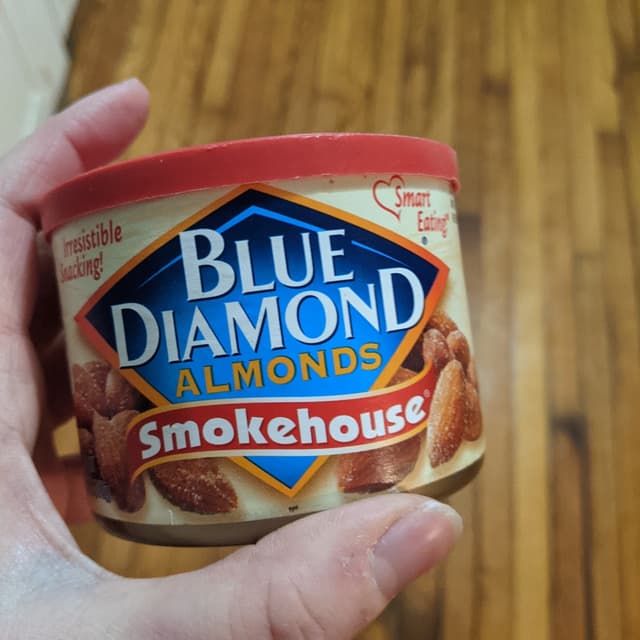 Irresistible
Snacking!
Smart
Eating!
BLUE
DIAMOND
ALMONDS
Smokehouse®